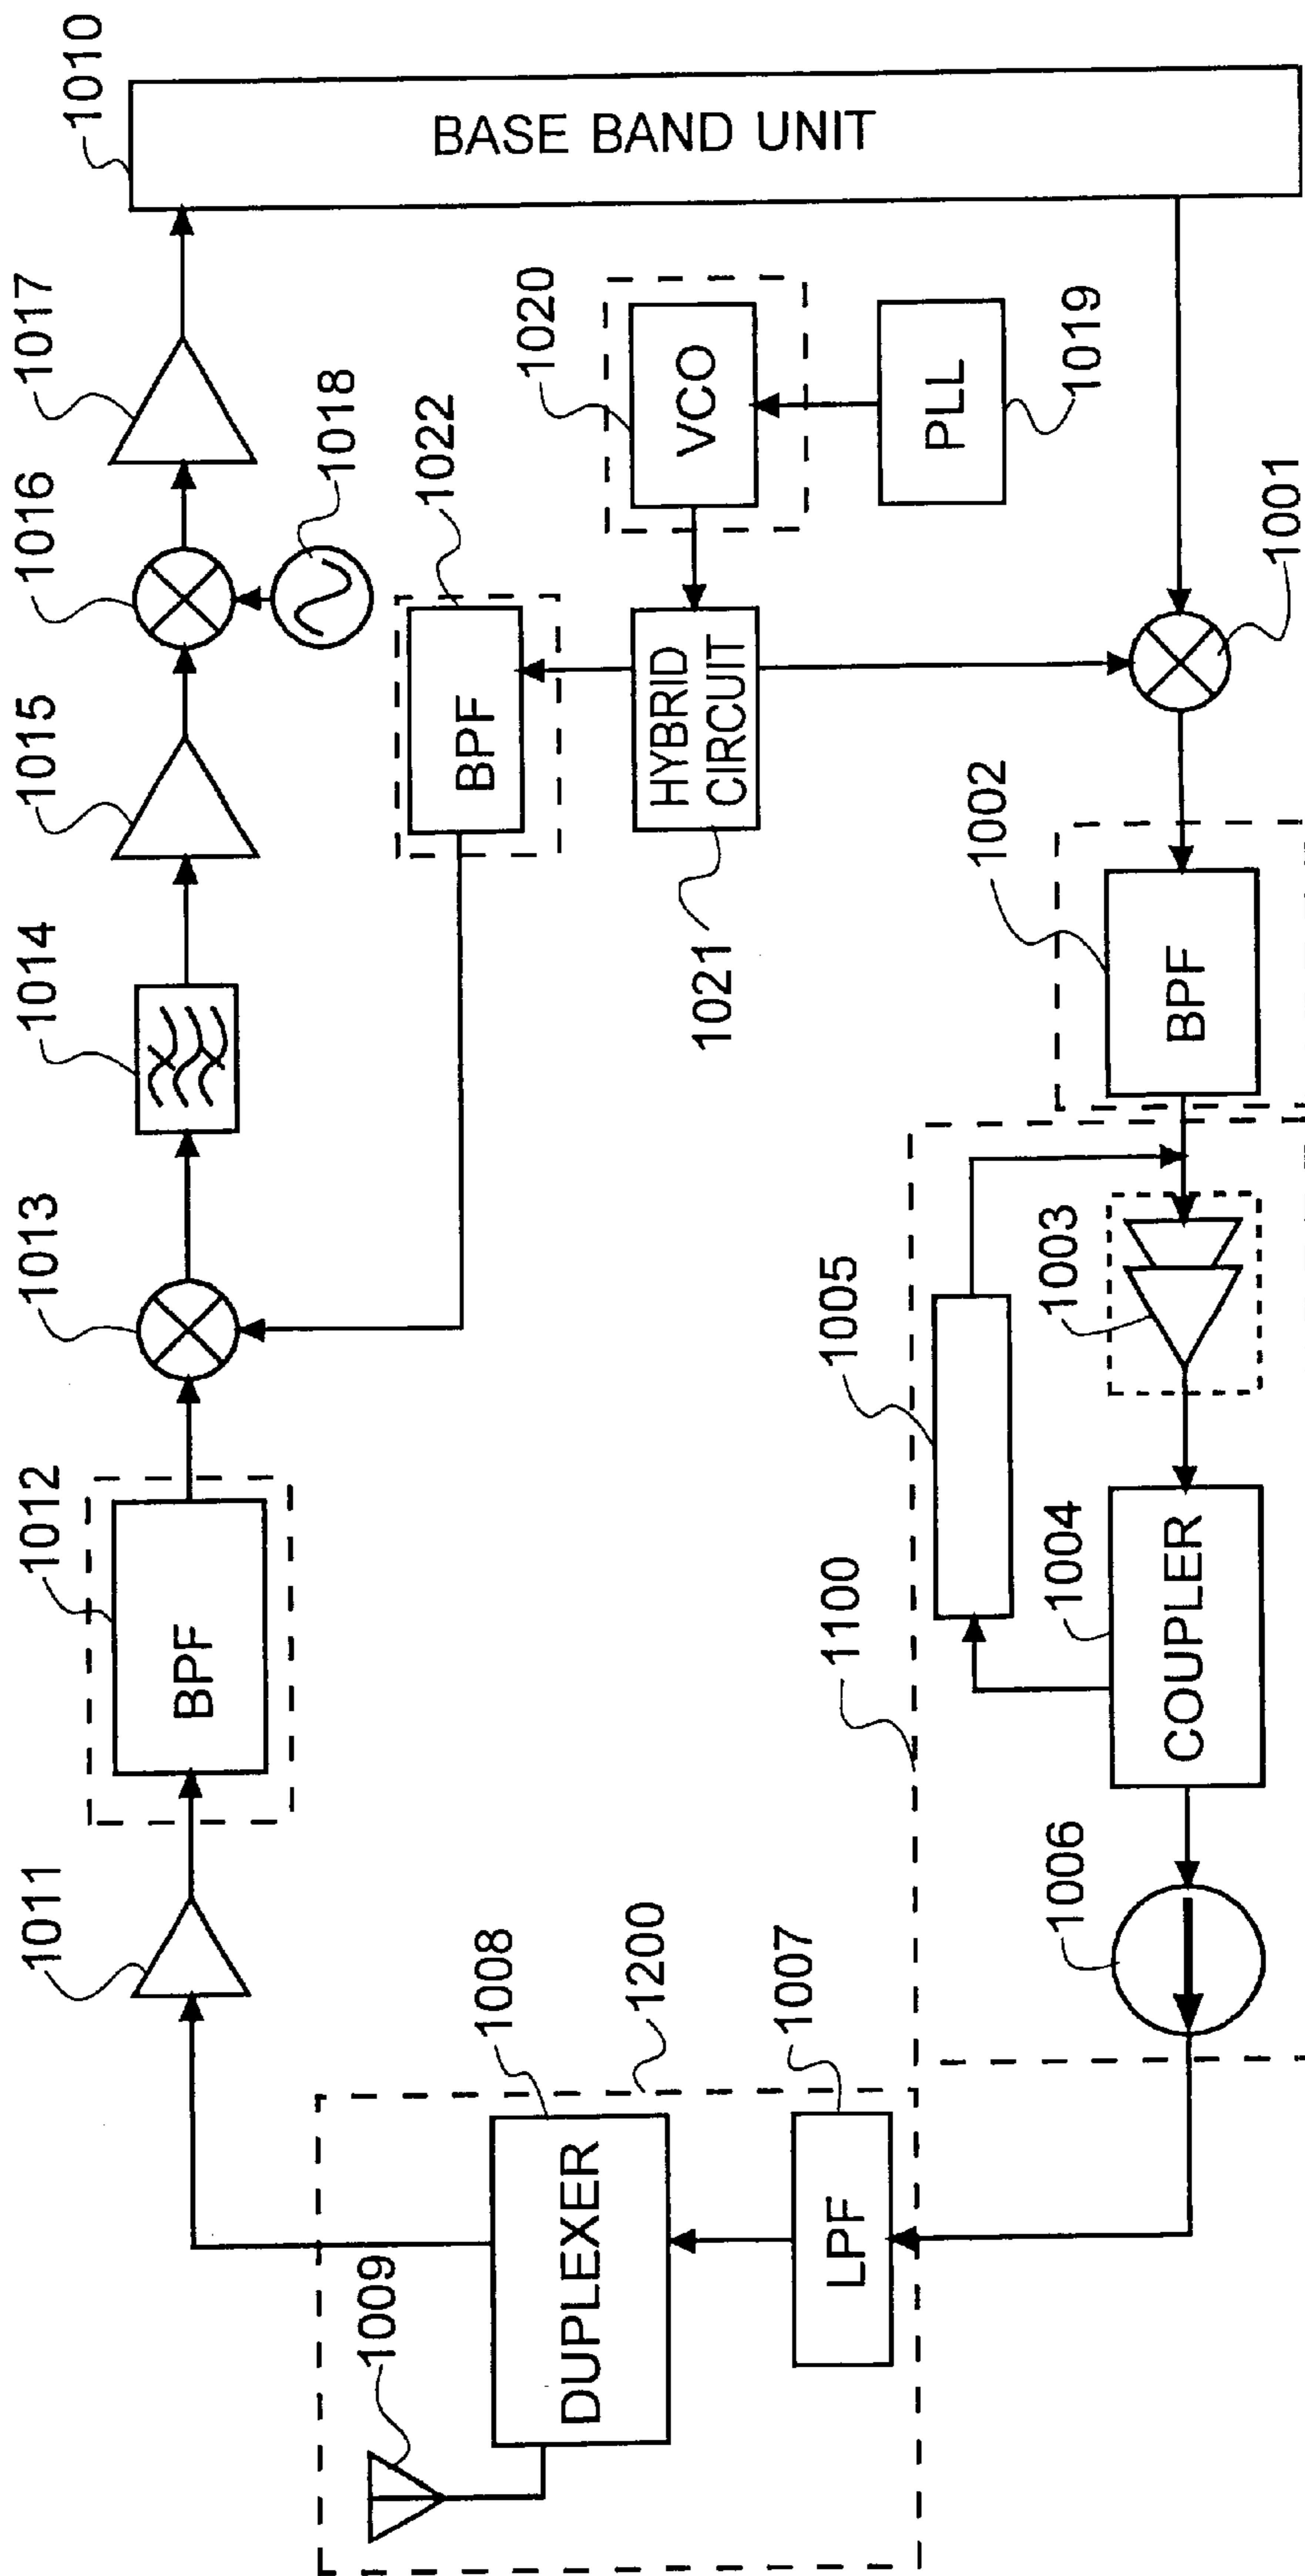 1010
BASE BAND UNIT
1017
1016
1018
1015
1014
1013
1012
BPF
1011
1020
VCO
PLL
1019
1022
BPF
HYBRID
CIRCUIT
1021
1001
1002
BPF
1003
1005
1004
COUPLER
1100
1006
1200
1008
DUPLEXER
1009
1007
LPF